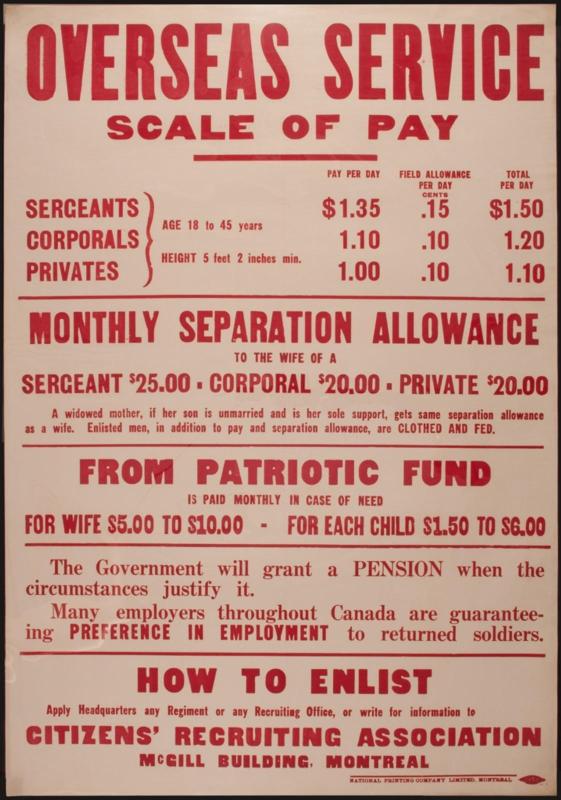 OVERSEAS SERVICE
SCALE OF PAY
PAY PER DAY FIELD ALLOWANCE PER DAY CENTS TOTAL PER DAY
SERGEANTS $1.35 .15 $1.50
AGE 18 to 45 years
CORPORALS 1.10 .10 1.20
HEIGHT 5 feet 2 inches min.
PRIVATES 1.00 .10 1.10
MONTHLY SEPARATION ALLOWANCE
TO THE WIFE OF A
SERGEANT $25.00 - CORPORAL $20.00 - PRIVATE $20.00
A widowed mother, if her son is unmarried and is her sole support, gets same separation allowance
as a wife. Enlisted men, in addition to pay and separation allowance, are CLOTHED AND FED.
FROM PATRIOTIC FUND
IS PAID MONTHLY IN CASE OF NEED
FOR WIFE $5.00 TO $10.00 - FOR EACH CHILD $1.50 TO $6.00
The Government will grant a PENSION when the
circumstances justify it.
Many employers throughout Canada are guarantee-
ing PREFERENCE IN EMPLOYMENT to returned soldiers.
HOW TO ENLIST
Apply Headquarters any Regiment or any Recruiting Office, or write for information to
CITIZENS' RECRUITING ASSOCIATION
McGILL BUILDING, MONTREAL
NATIONAL PRINTING COMPANY LIMITED, MONTREAL